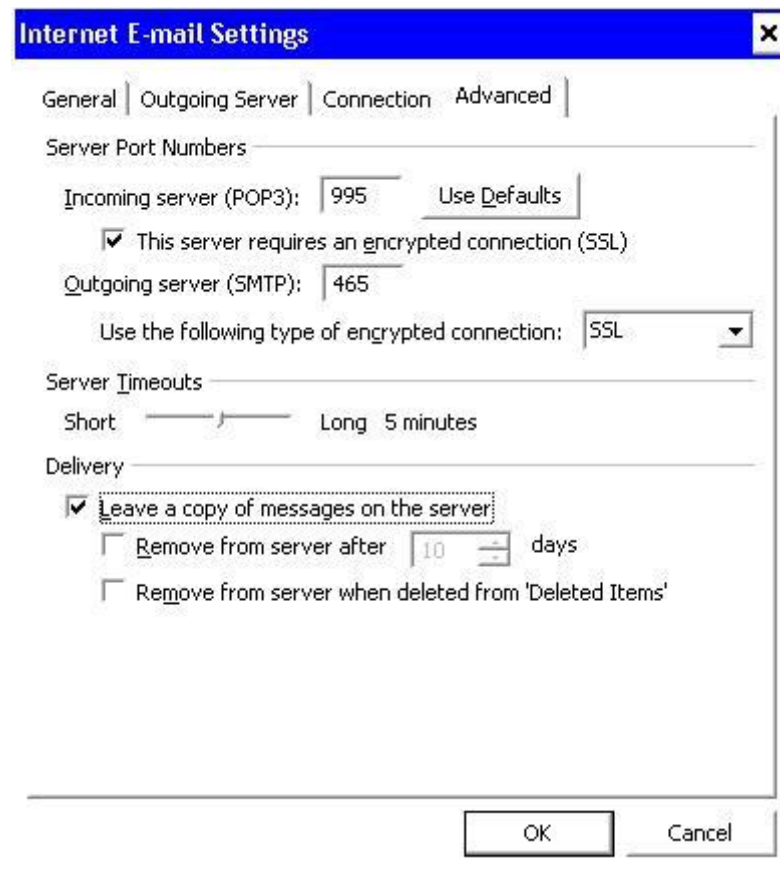 Internet E-mail Settings
General Outgoing Server Connection Advanced
Server Port Numbers
Incoming server (POP3): 995 Use Defaults
This server requires an encrypted connection (SSL)
Outgoing server (SMTP): 465
Use the following type of encrypted connection: SSL
Server Timeouts
Short Long 5 minutes
Delivery
Leave a copy of messages on the server
Remove from server after 10 days
Remove from server when deleted from 'Deleted Items'
OK Cancel